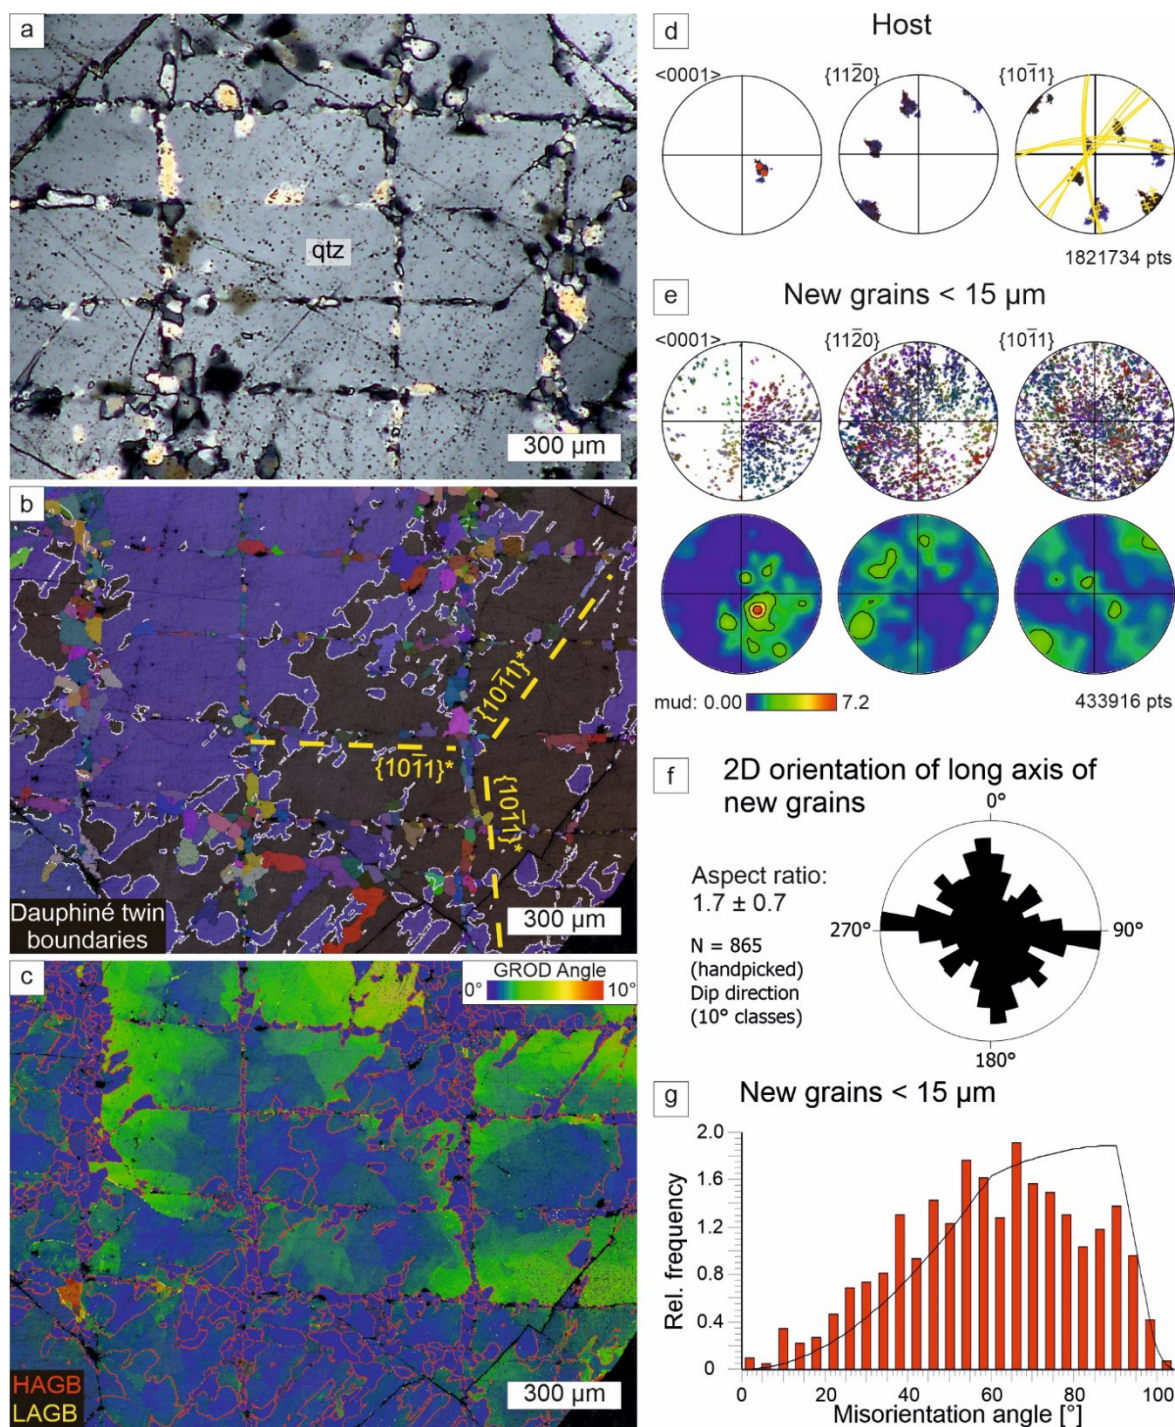 a
qtz
300 µm
b
{101̄1}*
{101̄1}*
{101̄1}*
Dauphiné twin
boundaries
300 µm
c
GROD Angle
0°
10°
HAGB
LAGB
300 µm
d
Host
<0001>
{112̄0}
{101̄1}
1821734 pts
e
New grains < 15 µm
<0001>
{112̄0}
{101̄1}
mud: 0.00
7.2
433916 pts
f
2D orientation of long axis of
new grains
0°
Aspect ratio:
1.7 ± 0.7
270°
90°
N = 865
(handpicked)
Dip direction
(10° classes)
180°
g
New grains < 15 µm
2.0
1.6
1.2
0.8
0.4
0
Rel. frequency
0
20
40
60
80
100
Misorientation angle [°]